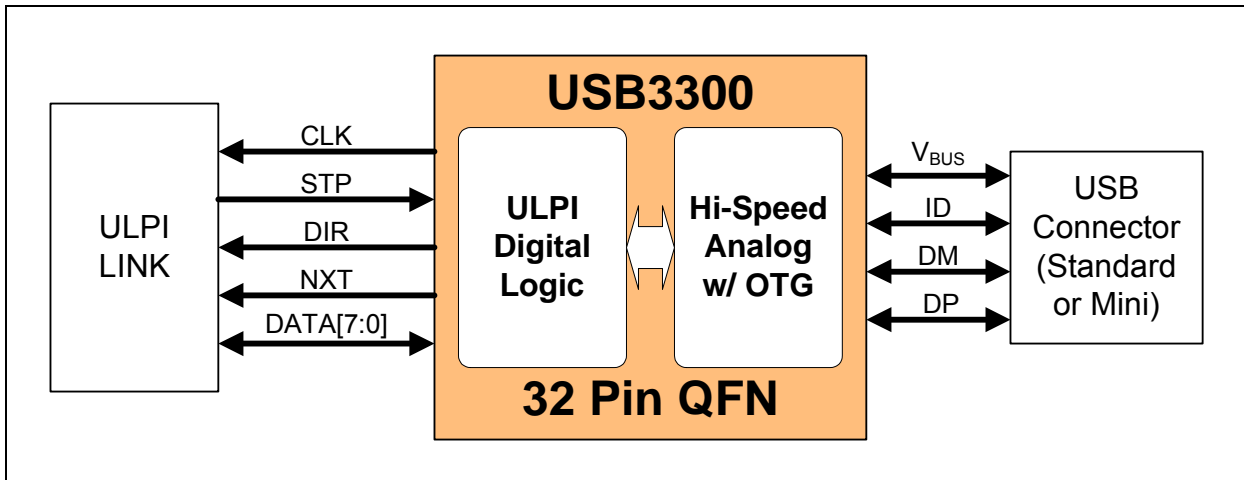 USB3300
ULPI
LINK
CLK
STP
DIR
NXT
DATA[7:0]
ULPI
Digital
Logic
Hi-Speed
Analog
w/ OTG
VBUS
ID
DM
DP
USB
Connector
(Standard
or Mini)
32 Pin QFN